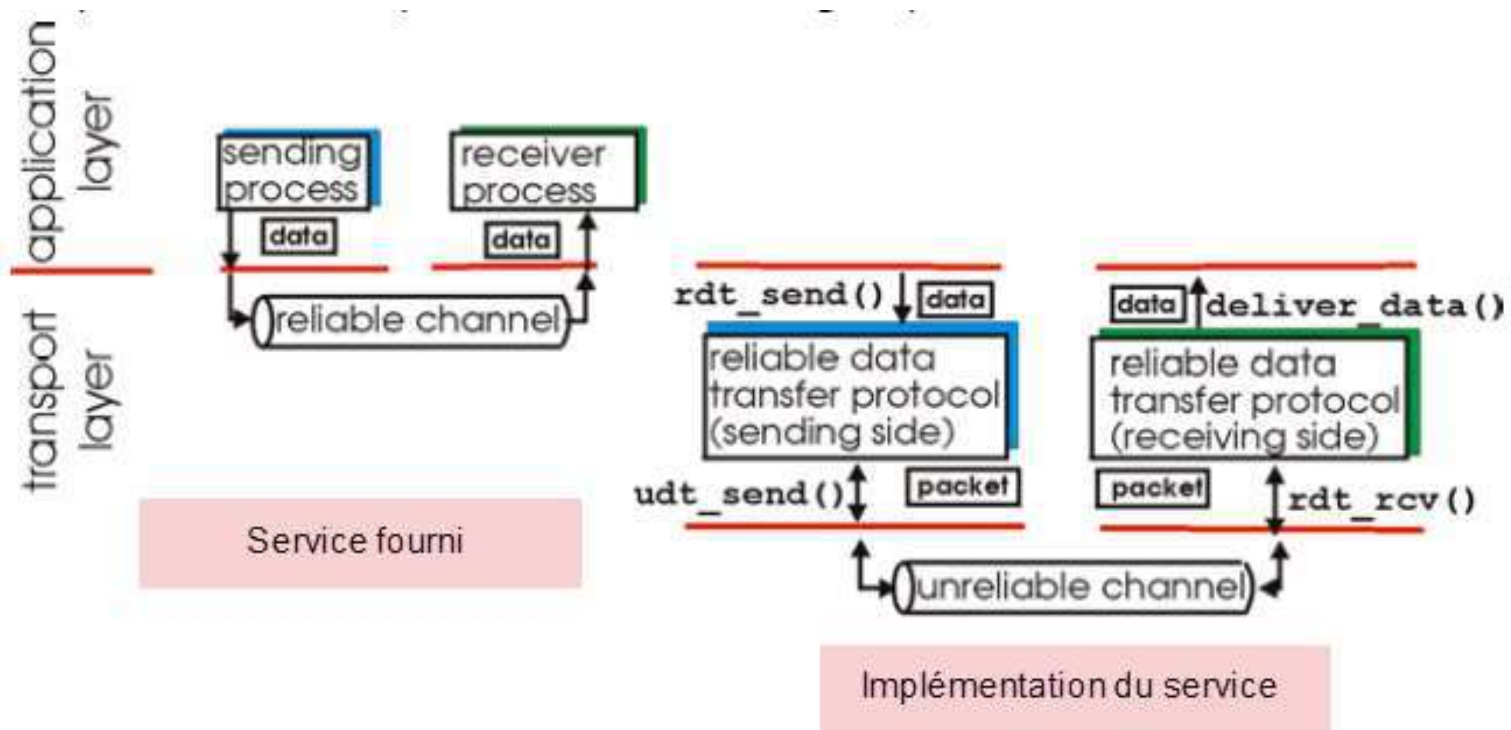 application
layer
transport
layer
sending
process
data
receiver
process
data
reliable channel
Service fourni
rdt_send()
data
reliable data
transfer protocol
(sending side)
udt_send()
packet
data
deliver_data()
reliable data
transfer protocol
(receiving side)
packet
rdt_rcv()
unreliable channel
Implémentation du service